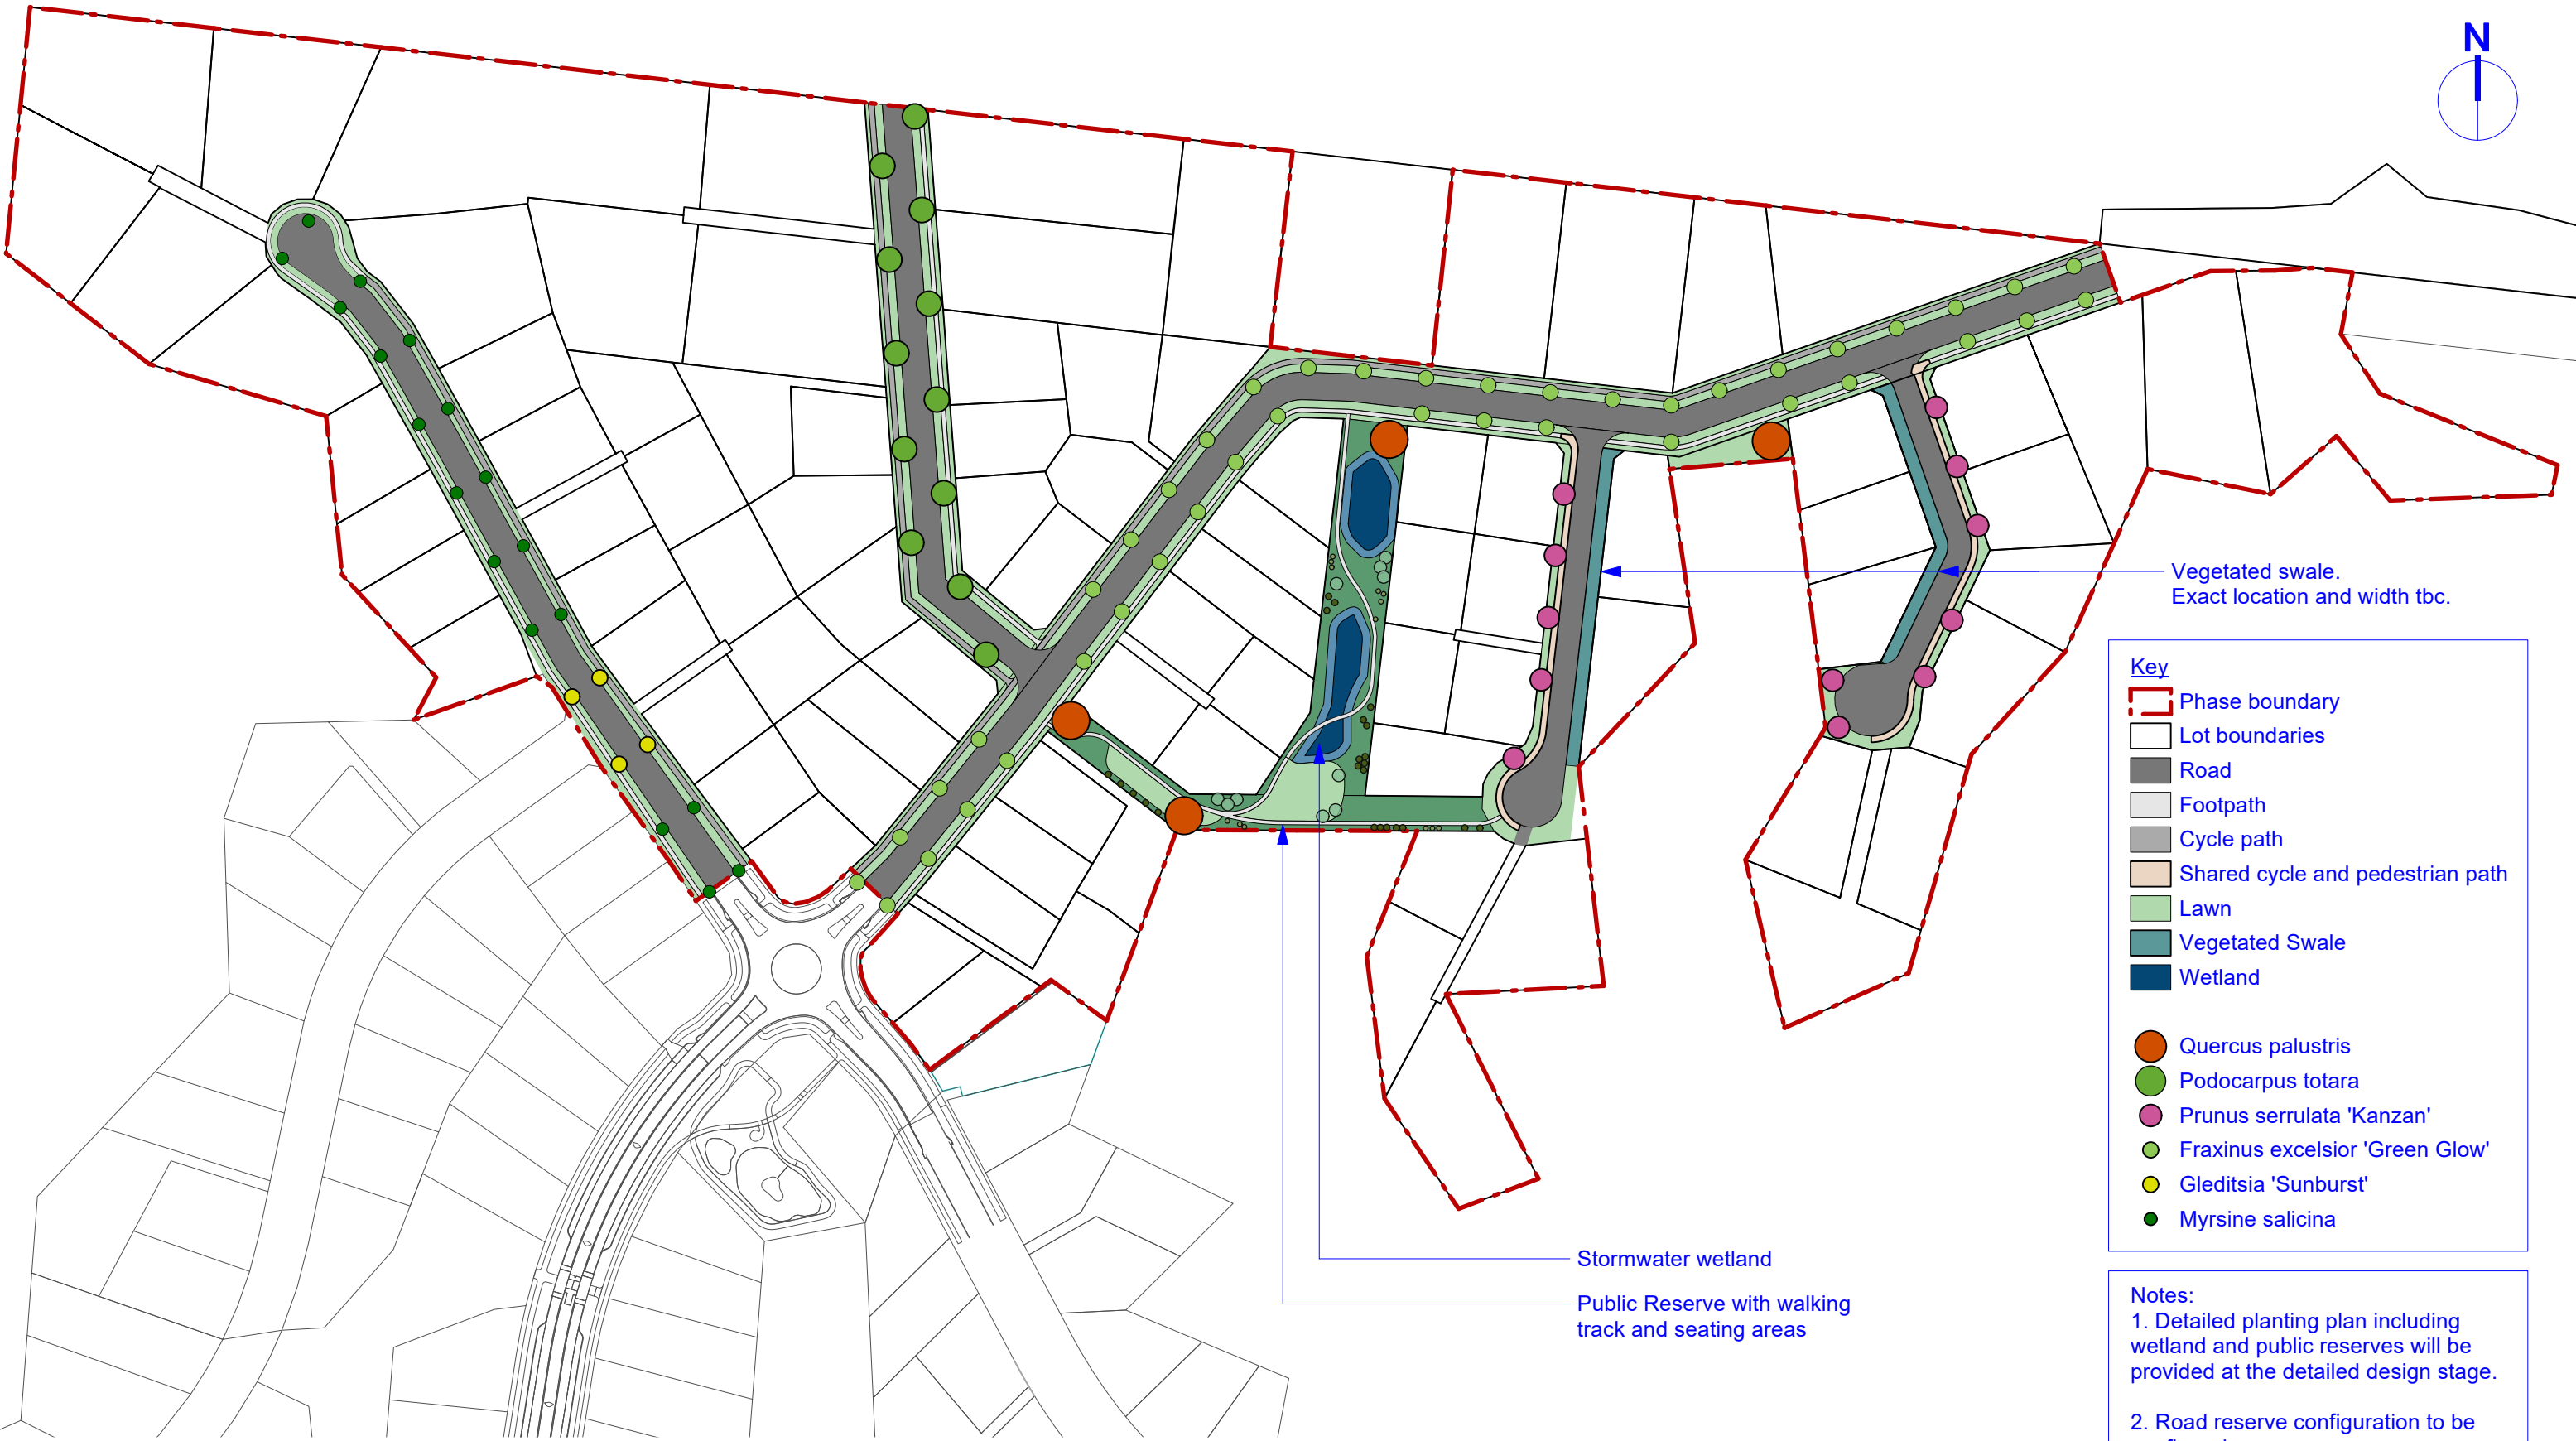 N
Vegetated swale.
Exact location and width tbc.
Key
Phase boundary
Lot boundaries
Road
Footpath
Cycle path
Shared cycle and pedestrian path
Lawn
Vegetated Swale
Wetland
Quercus palustris
Podocarpus totara
Prunus serrulata 'Kanzan'
Fraxinus excelsior 'Green Glow'
Gleditsia 'Sunburst'
Myrsine salicina
Stormwater wetland
Public Reserve with walking
track and seating areas
Notes:
1. Detailed planting plan including
wetland and public reserves will be
provided at the detailed design stage.
2. Road reserve configuration to be